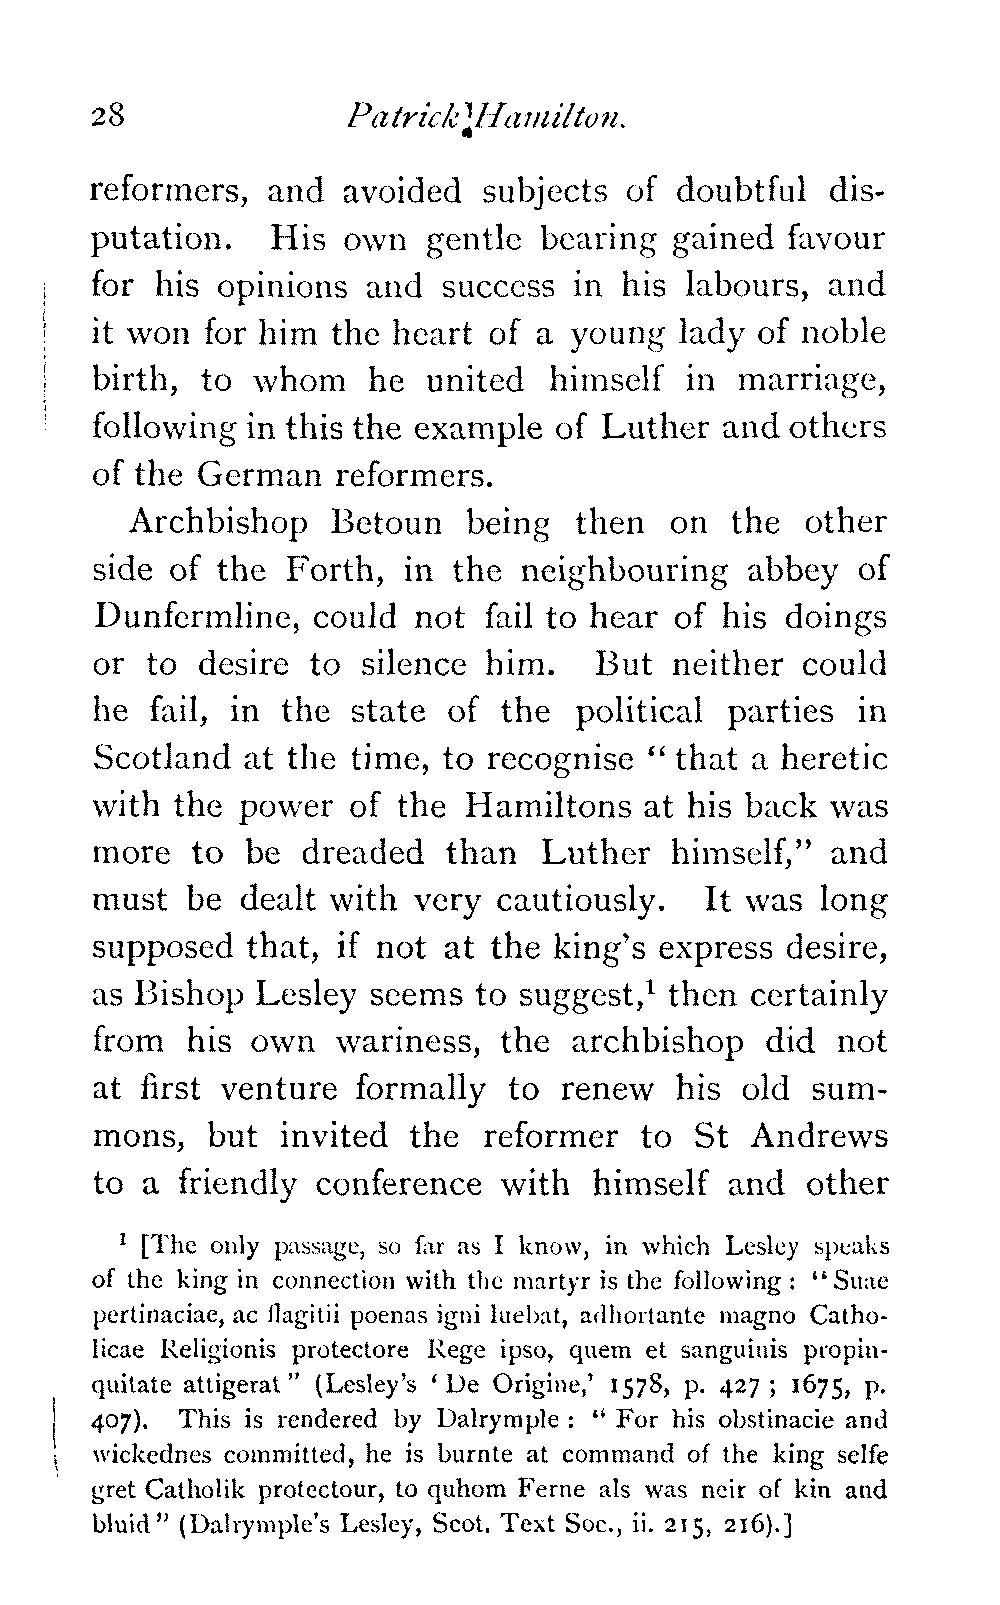 28 Patrick Hamilton.
reformers, and avoided subjects of doubtful dis-
putation. His own gentle bearing gained favour
for his opinions and success in his labours, and
it won for him the heart of a young lady of noble
birth, to whom he united himself in marriage,
following in this the example of Luther and others
of the German reformers.
Archbishop Betoun being then on the other
side of the Forth, in the neighbouring abbey of
Dunfermline, could not fail to hear of his doings
or to desire to silence him. But neither could
he fail, in the state of the political parties in
Scotland at the time, to recognise “that a heretic
with the power of the Hamiltons at his back was
more to be dreaded than Luther himself,” and
must be dealt with very cautiously. It was long
supposed that, if not at the king's express desire,
as Bishop Lesley seems to suggest,¹ then certainly
from his own wariness, the archbishop did not
at first venture formally to renew his old sum-
mons, but invited the reformer to St Andrews
to a friendly conference with himself and other
¹ [The only passage, so far as I know, in which Lesley speaks
of the king in connection with the martyr is the following: “Suae
pertinaciae, ac flagitii poenas igni luebat, adhortante magno Catho-
licae Religionis protectore Rege ipso, quem et sanguinis propin-
quitate attigerat” (Lesley's ‘De Origine,’ 1578, p. 427; 1675, p.
407). This is rendered by Dalrymple: “For his obstinacie and
wickednes committed, he is burnte at command of the king selfe
gret Catholik protectour, to quhom Ferne als was neir of kin and
bluid” (Dalrymple's Lesley, Scot. Text Soc., ii. 215, 216).]